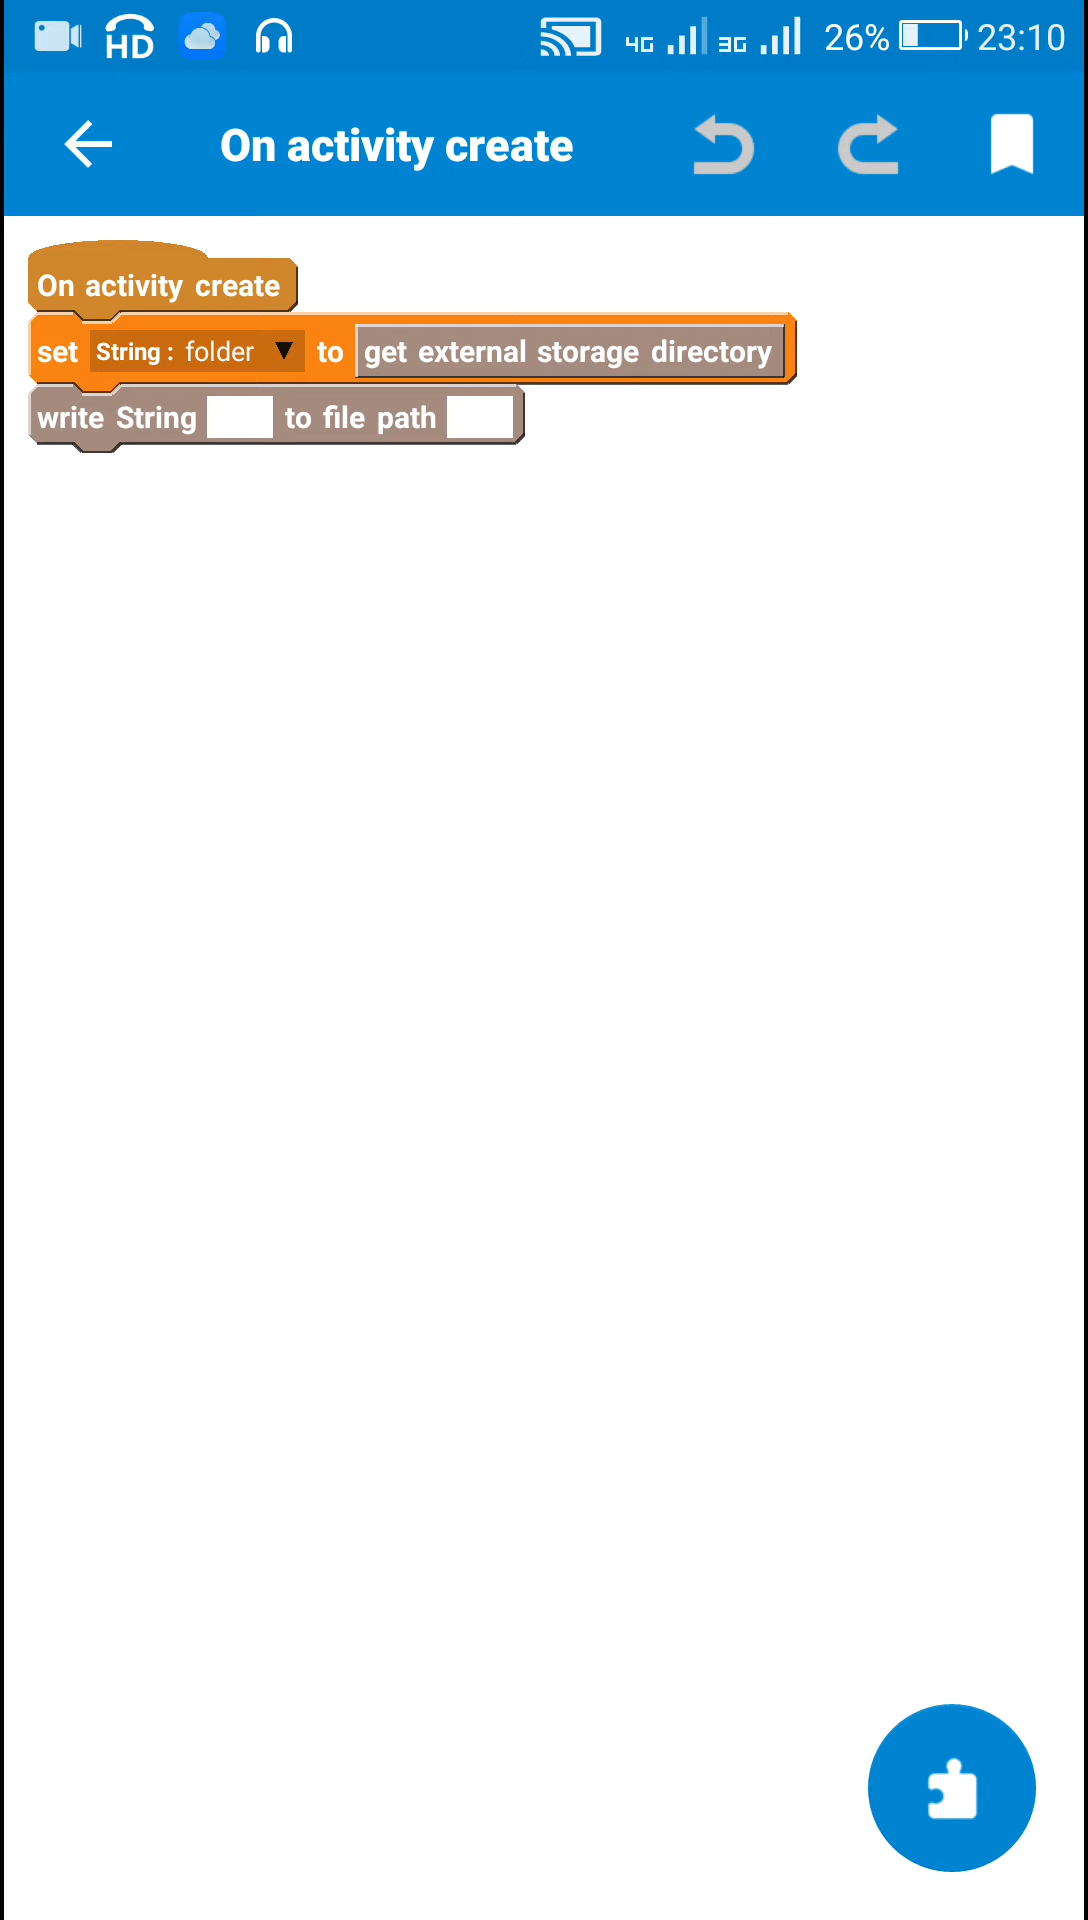 HD 4G 3G 26% 23:10
On activity create
On activity create
set String : folder ▼ to get external storage directory
write String to file path